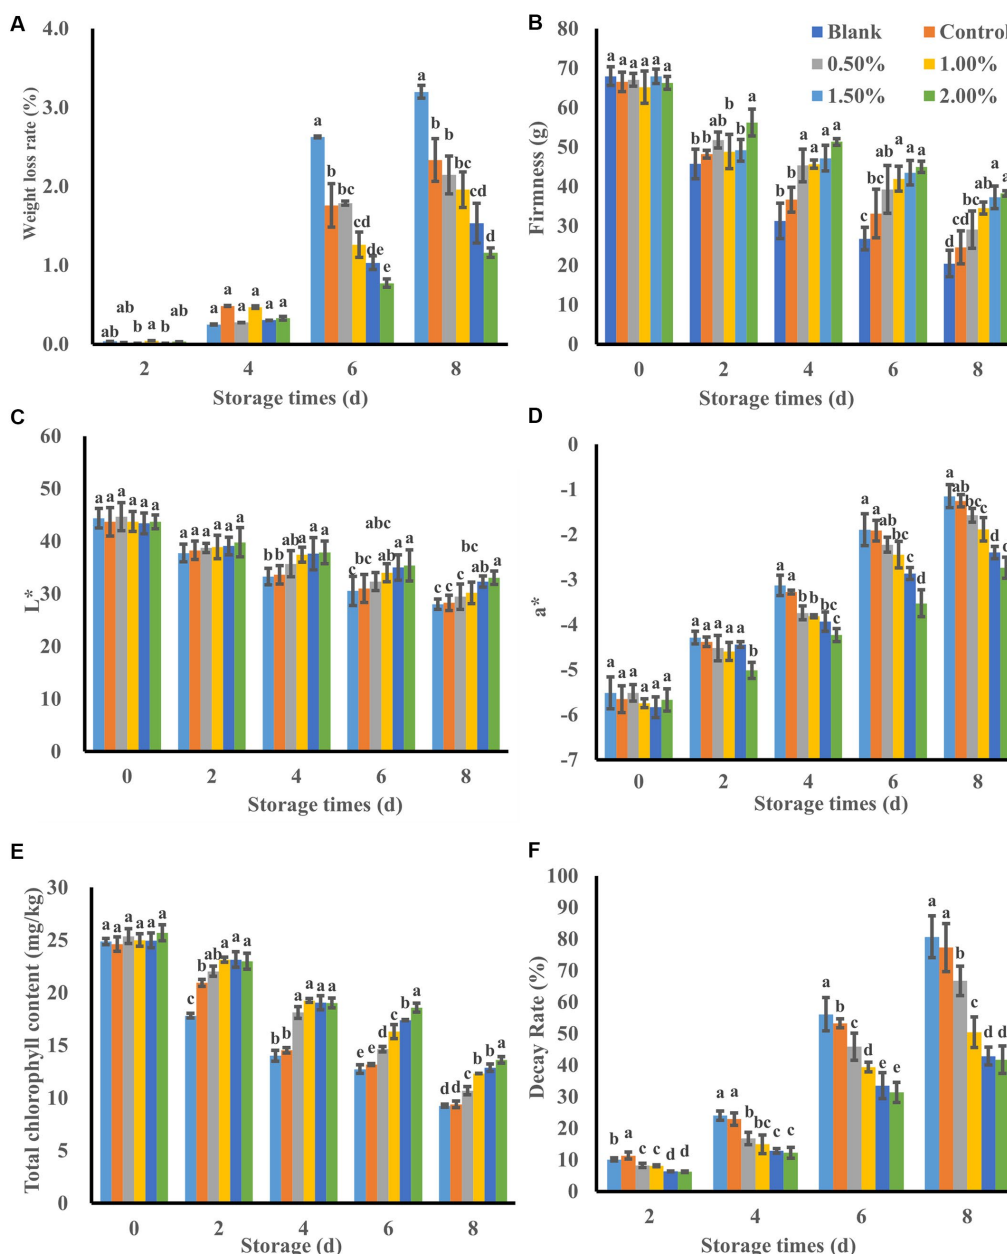 A
Weight loss rate (%)
4.0
3.0
2.0
1.0
0.0
ab ab b a b ab
a a a a a a
a b bc cd de e
a b b bc cd d
2 4 6 8
Storage times (d)
B
Firmness (g)
80
70
60
50
40
30
20
10
0
Blank Control
0.50% 1.00%
1.50% 2.00%
a a a a a a
b b ab b b a
b b a a a a
c bc ab a a a
d cd bc ab a a
0 2 4 6 8
Storage times (d)
C
L*
60
50
40
30
20
10
0
a a a a a a
a a a a a a
b b ab a a a
c bc abc ab a a
c c c bc ab a
0 2 4 6 8
Storage times (d)
D
a*
0
-1
-2
-3
-4
-5
-6
-7
a a a a a a
a a a a a b
a a b b bc c
a a ab bc c d
a ab bc c d
0 2 4 6 8
Storage times (d)
E
Total chlorophyll content (mg/kg)
30
25
20
15
10
5
0
a a a a a a
c b ab a a a
b b a a a a
e e d c b a
d d c b b a
0 2 4 6 8
Storage (d)
F
Decay Rate (%)
100
90
80
70
60
50
40
30
20
10
0
b a c c d d
a a b bc c c
a b c d e e
a a b c d d
2 4 6 8
Storage times (d)